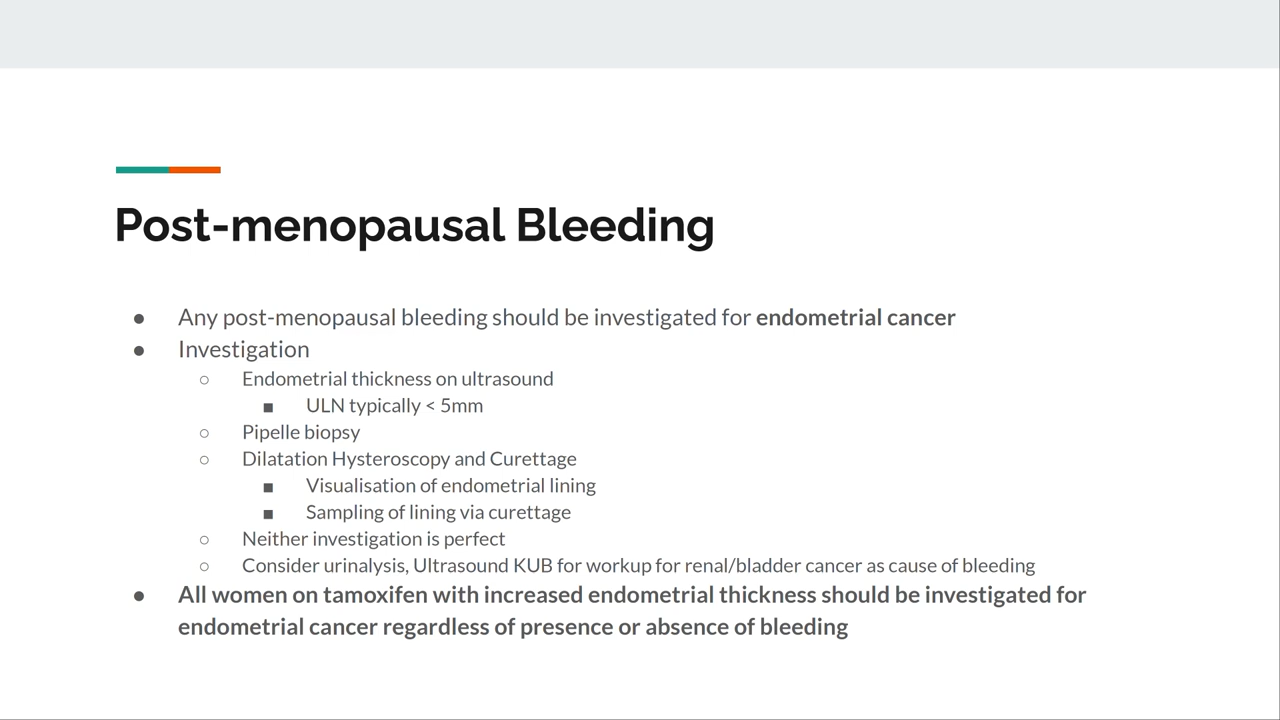 Post-menopausal Bleeding
● Any post-menopausal bleeding should be investigated for endometrial cancer
● Investigation
○ Endometrial thickness on ultrasound
■ ULN typically < 5mm
○ Pipelle biopsy
○ Dilatation Hysteroscopy and Curettage
■ Visualisation of endometrial lining
■ Sampling of lining via curettage
○ Neither investigation is perfect
○ Consider urinalysis, Ultrasound KUB for workup for renal/bladder cancer as cause of bleeding
● All women on tamoxifen with increased endometrial thickness should be investigated for
endometrial cancer regardless of presence or absence of bleeding